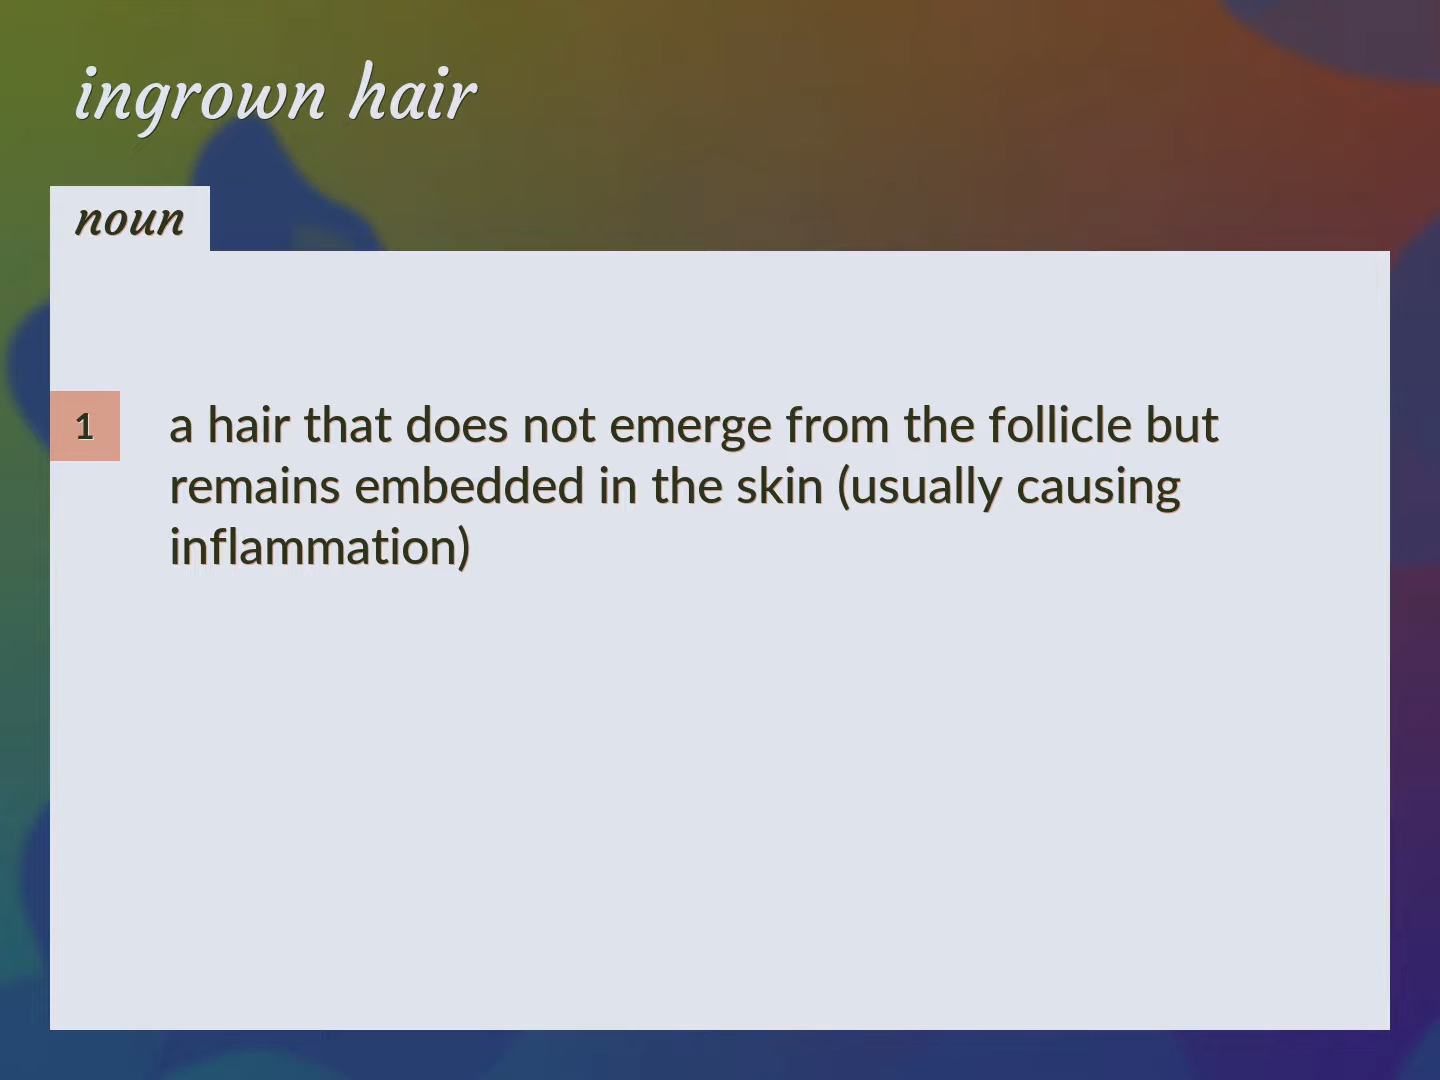 ingrown hair
noun
1
a hair that does not emerge from the follicle but
remains embedded in the skin (usually causing
inflammation)